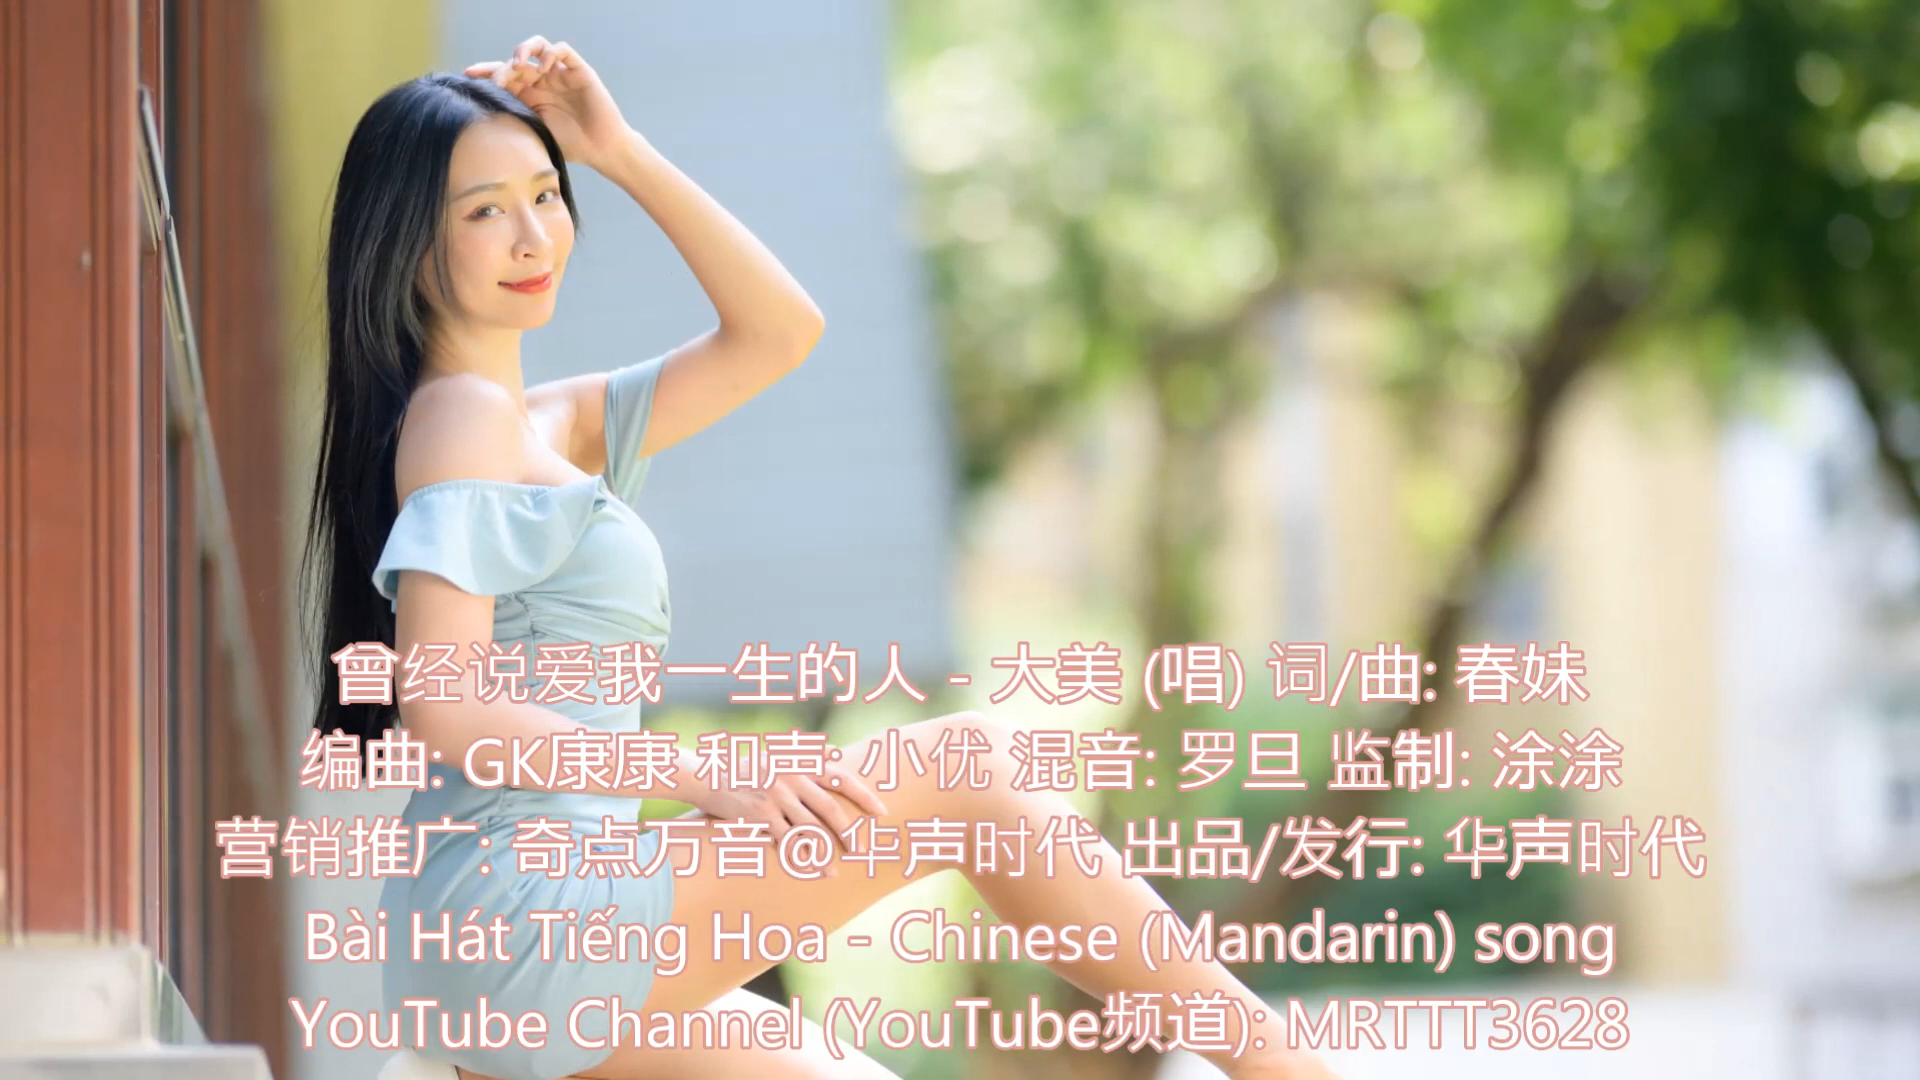 曾经说爱我一生的人 - 大美 (唱) 词/曲: 春妹
编曲: GK康康 和声: 小优 混音: 罗旦 监制: 涂涂
营销推广: 奇点万音@华声时代 出品/发行: 华声时代
Bài Hát Tiếng Hoa - Chinese (Mandarin) song
YouTube Channel (YouTube频道): MRTTT3628